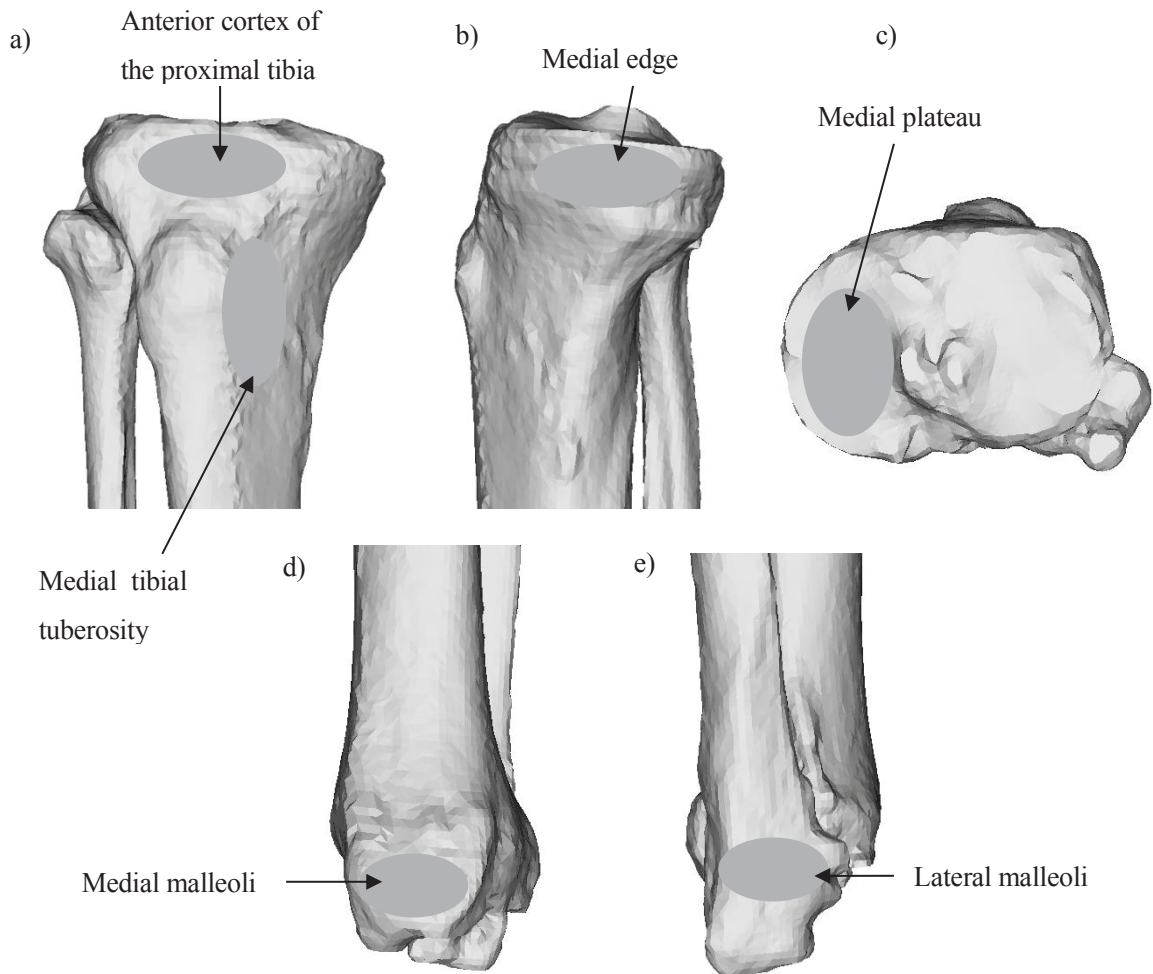 a)
Anterior cortex of
the proximal tibia
b)
Medial edge
c)
Medial plateau
Medial tibial
tuberosity
d)
e)
Medial malleoli
Lateral malleoli